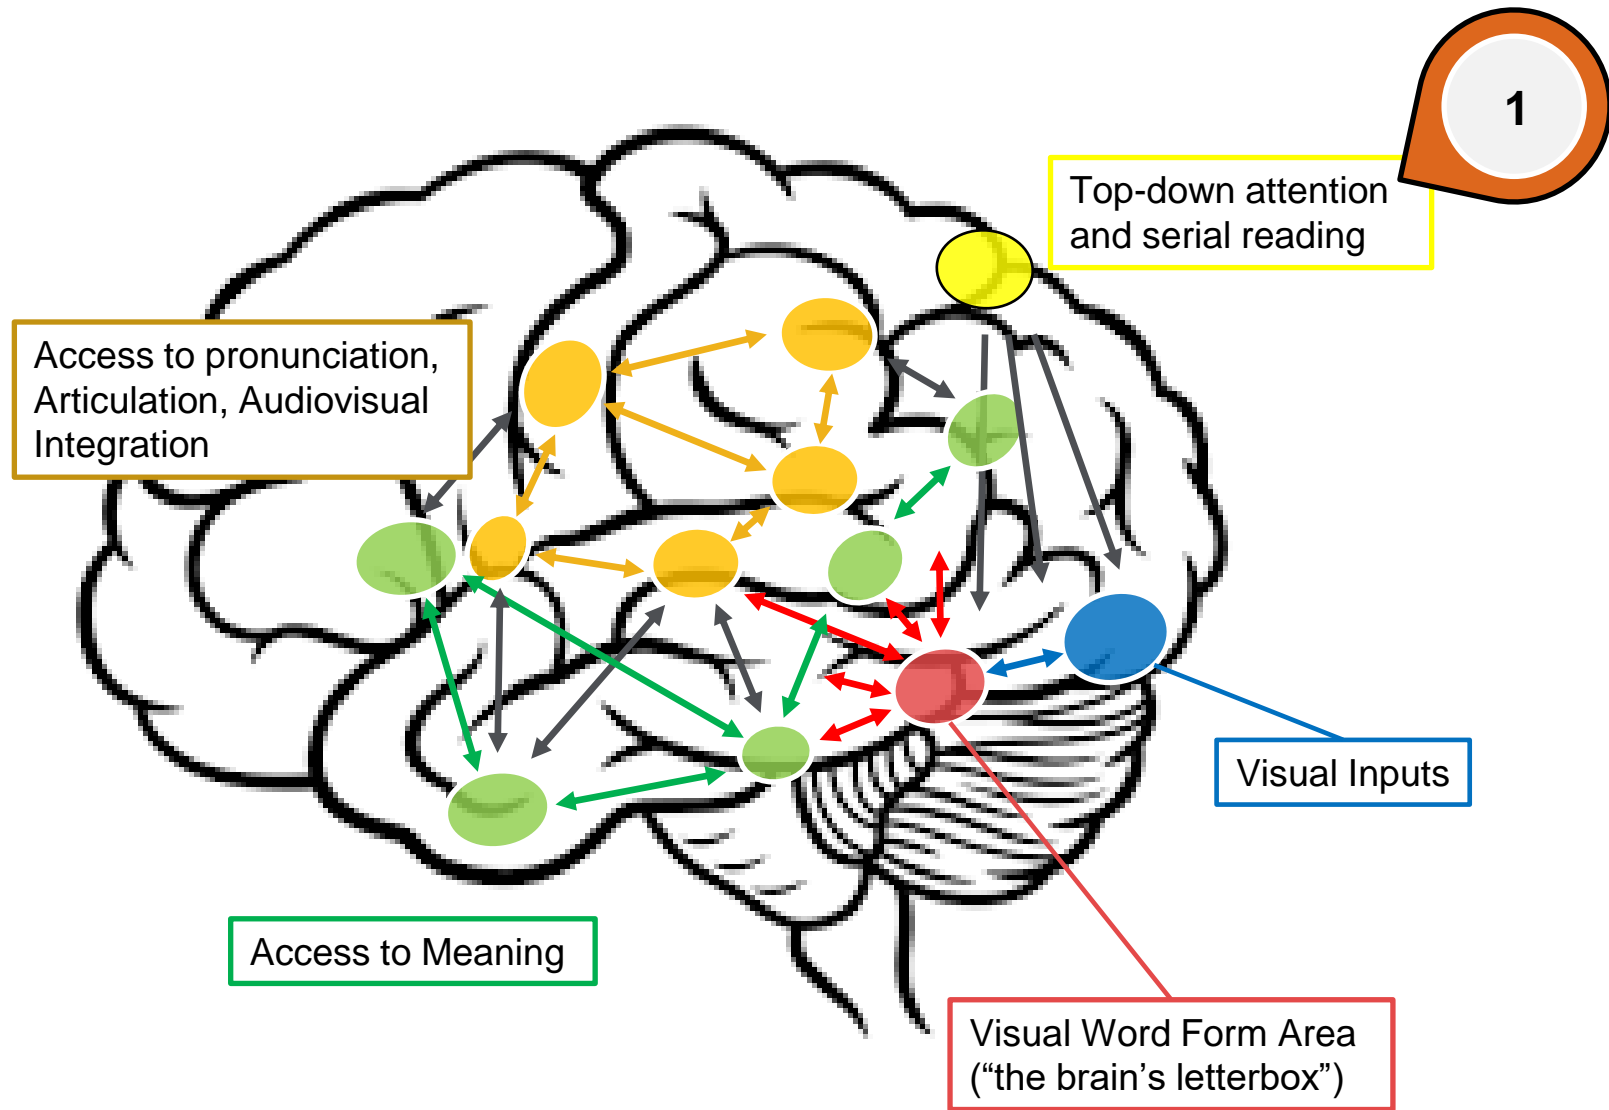 1
Top-down attention
and serial reading
Access to pronunciation,
Articulation, Audiovisual
Integration
Visual Inputs
Access to Meaning
Visual Word Form Area
(“the brain’s letterbox”)